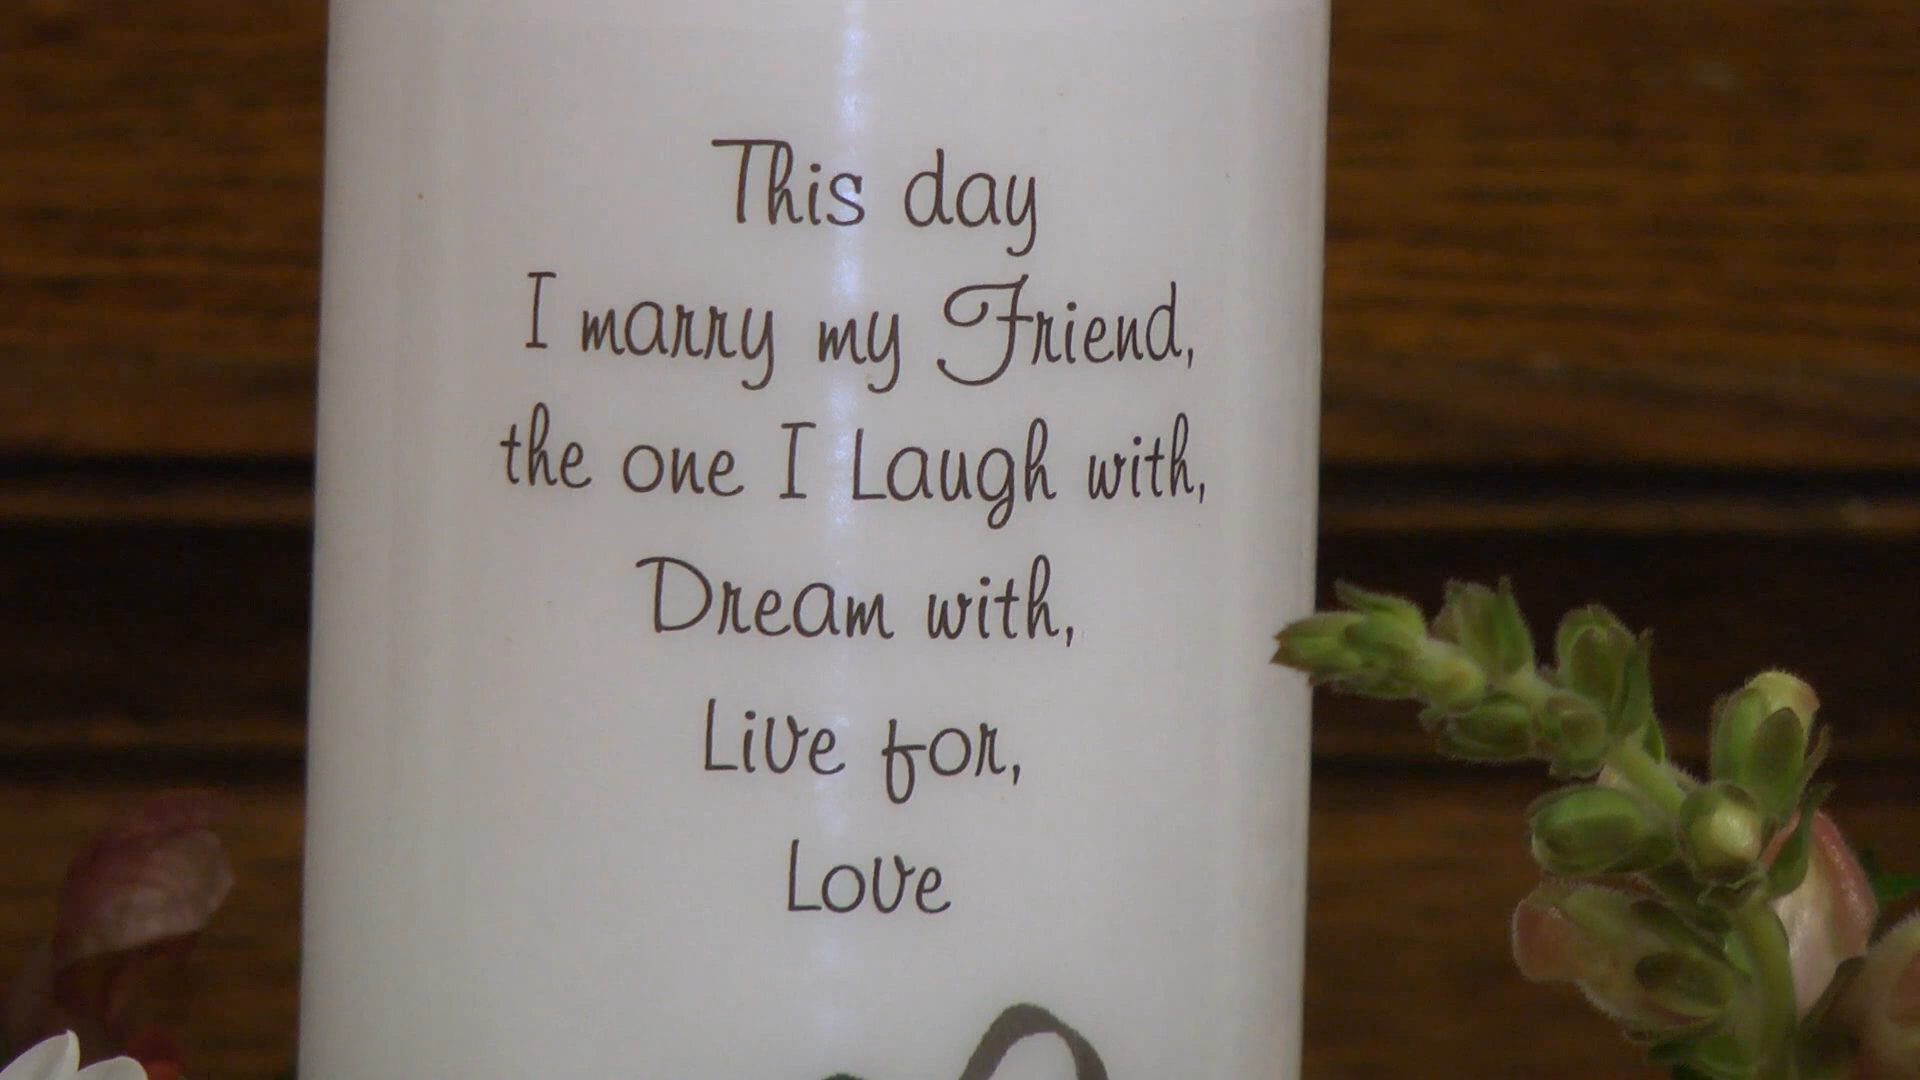 This day
I marry my Friend,
the one I Laugh with,
Dream with,
Live for,
Love